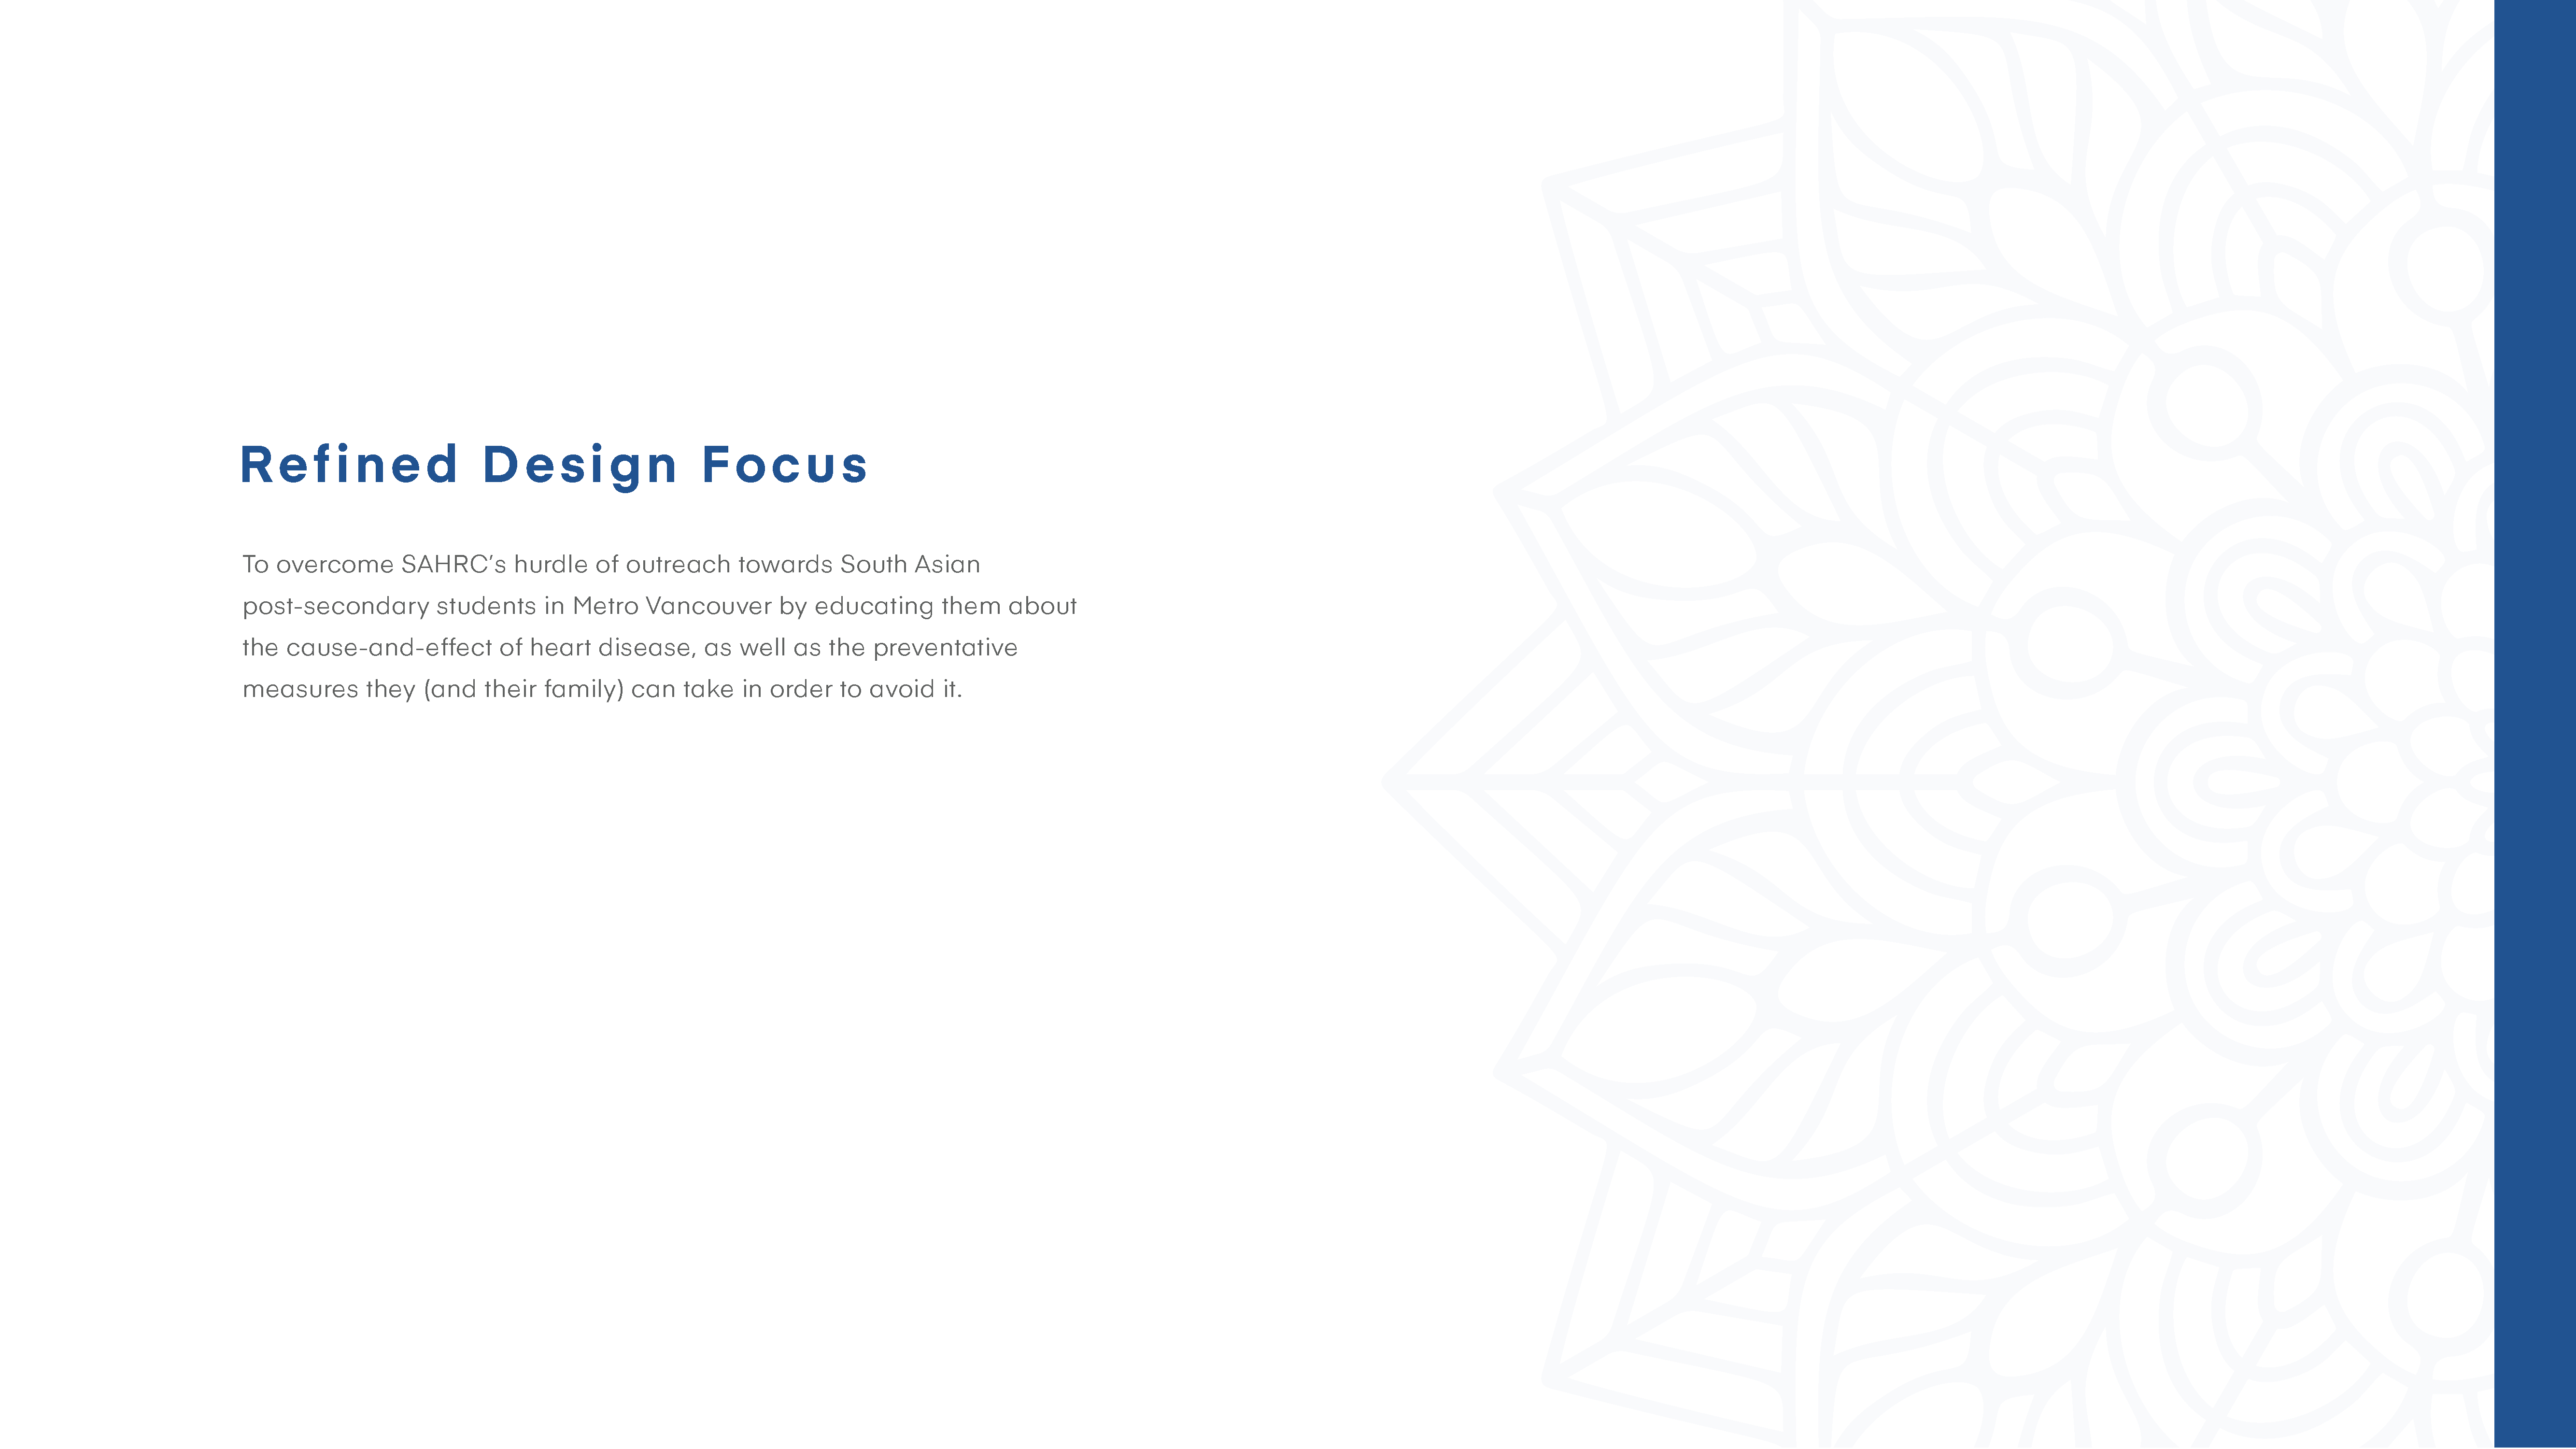 Refined Design Focus
To overcome SAHRC’s hurdle of outreach towards South Asian
post-secondary students in Metro Vancouver by educating them about
the cause-and-effect of heart disease, as well as the preventative
measures they (and their family) can take in order to avoid it.